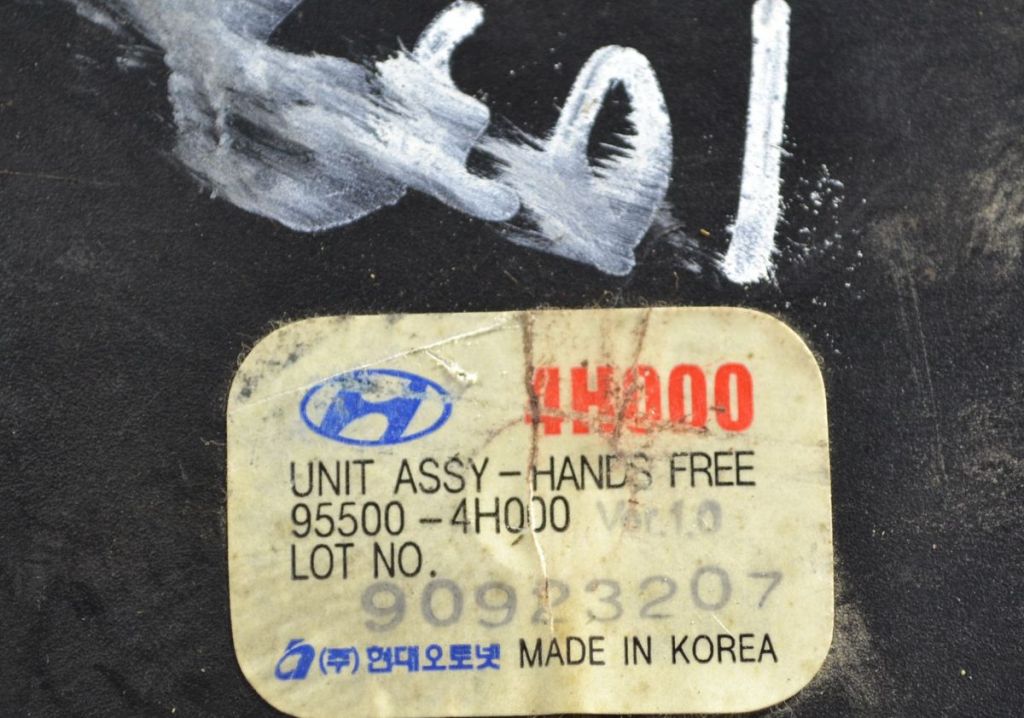 4H000
UNIT ASSY - HANDS FREE
95500 - 4H000 Ver.1.0
LOT NO.
90923207
(주) 현대오토넷 MADE IN KOREA